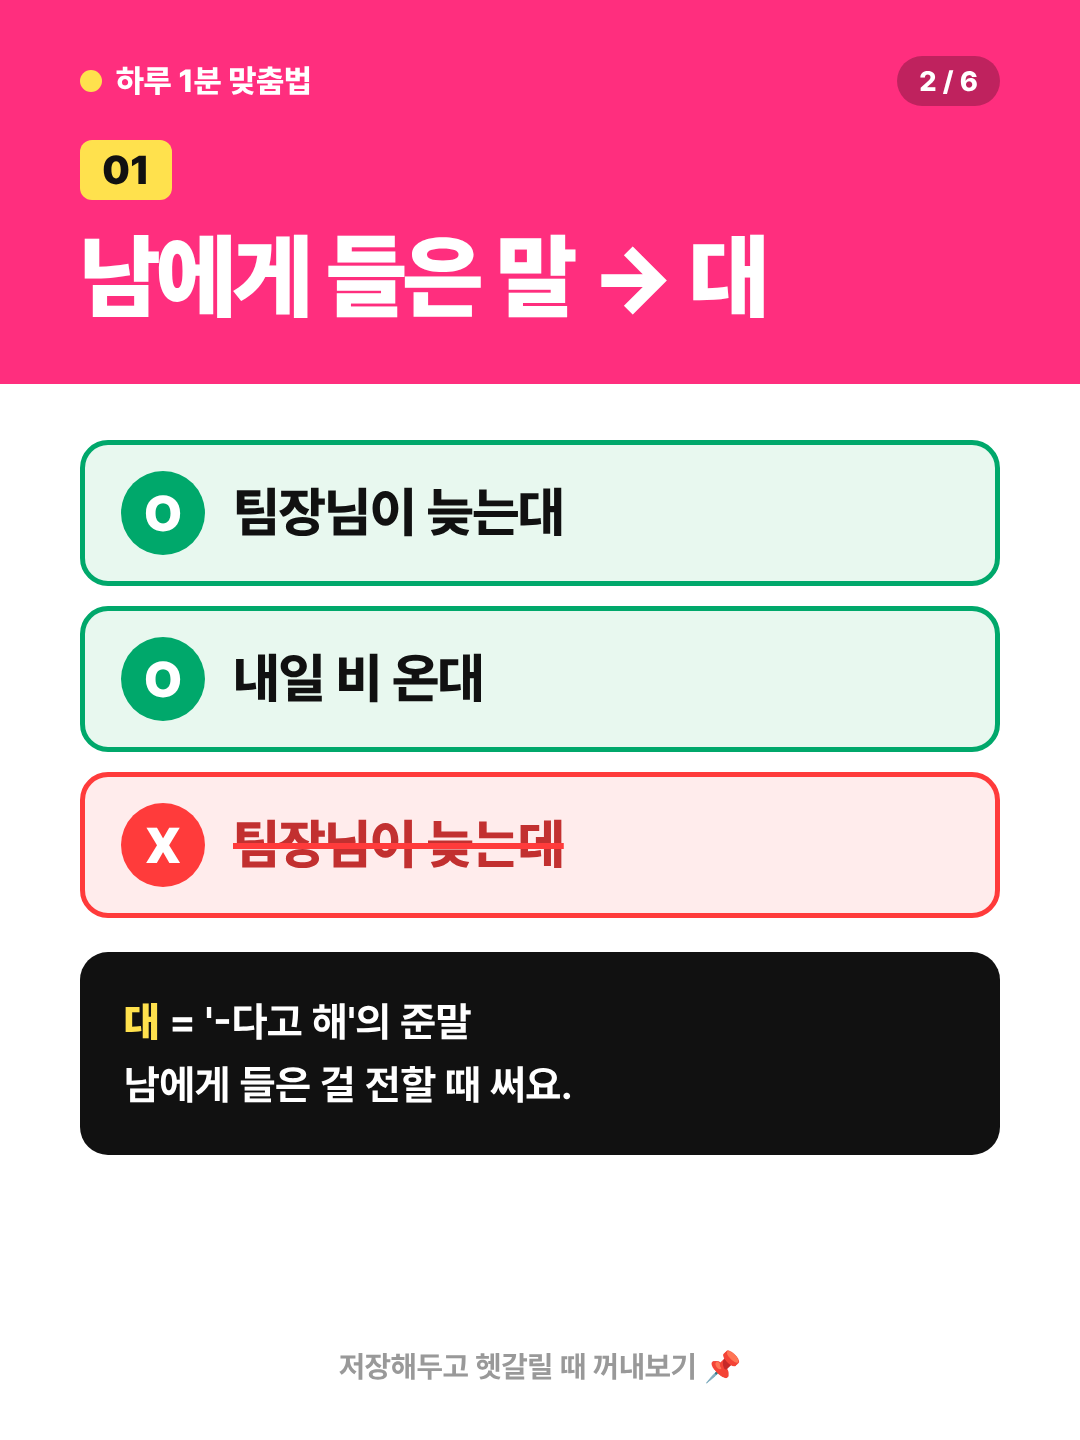 하루 1분 맞춤법
2 / 6
01
남에게 들은 말 → 대
O 팀장님이 늦는대
O 내일 비 온대
X 팀장님이 늦는데
대 = '-다고 해'의 준말
남에게 들은 걸 전할 때 써요.
저장해두고 헷갈릴 때 꺼내보기 📌